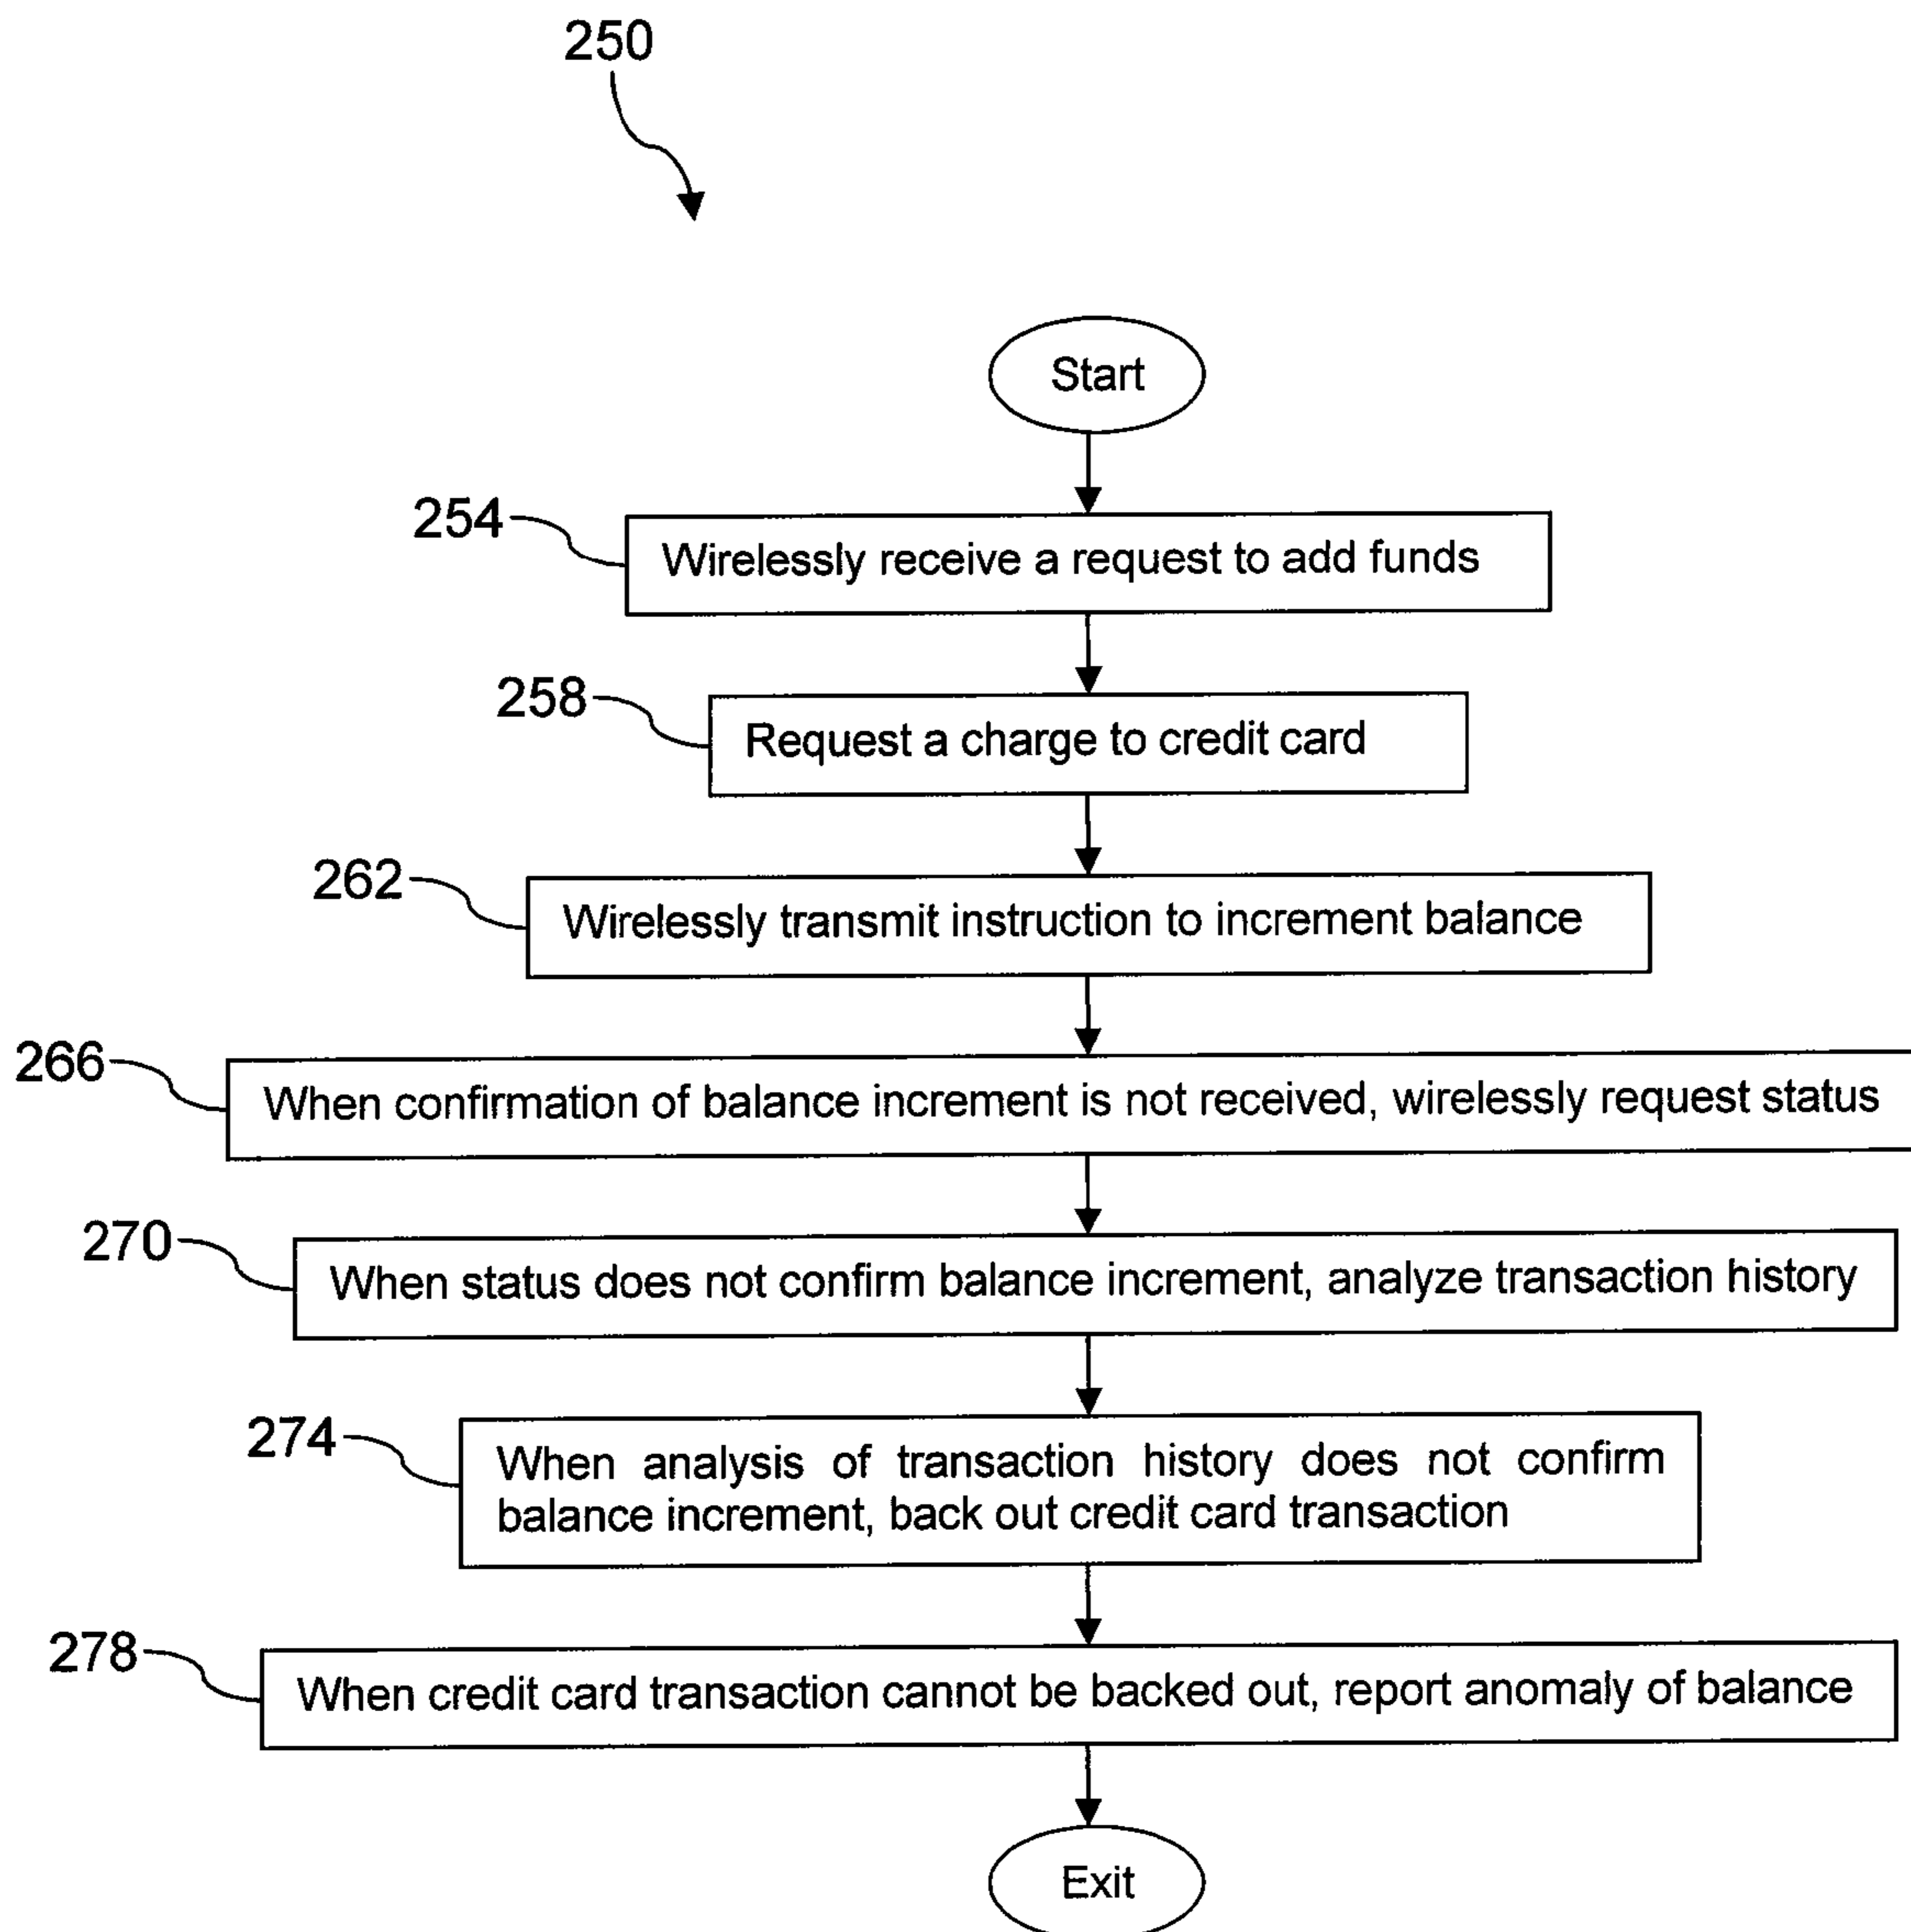 250
Start
254
Wirelessly receive a request to add funds
258
Request a charge to credit card
262
Wirelessly transmit instruction to increment balance
266
When confirmation of balance increment is not received, wirelessly request status
270
When status does not confirm balance increment, analyze transaction history
274
When analysis of transaction history does not confirm
balance increment, back out credit card transaction
278
When credit card transaction cannot be backed out, report anomaly of balance
Exit